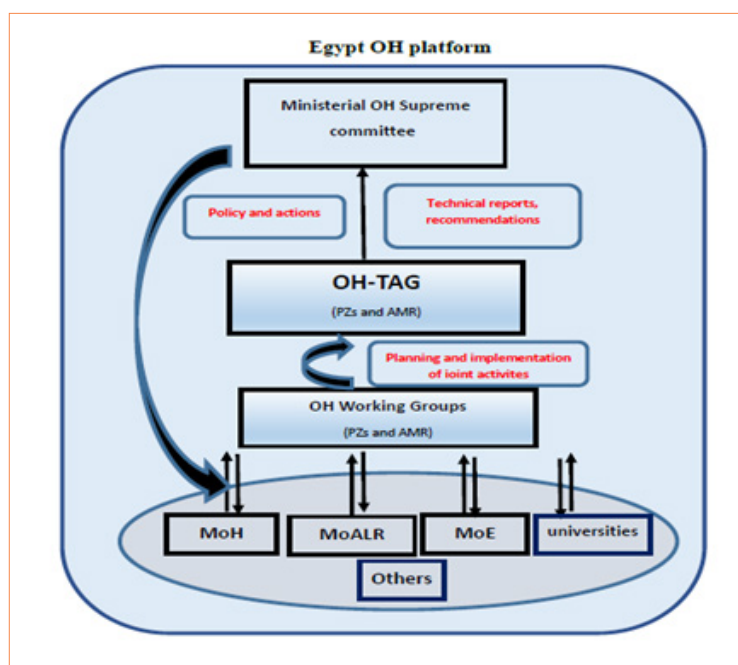 Egypt OH platform
Ministerial OH Supreme
committee
Policy and actions
Technical reports,
recommendations
OH-TAG
(PZs and AMR)
Planning and implementation
of ioint activites
OH Working Groups
(PZs and AMR)
MoH
MoALR
MoE
universities
Others